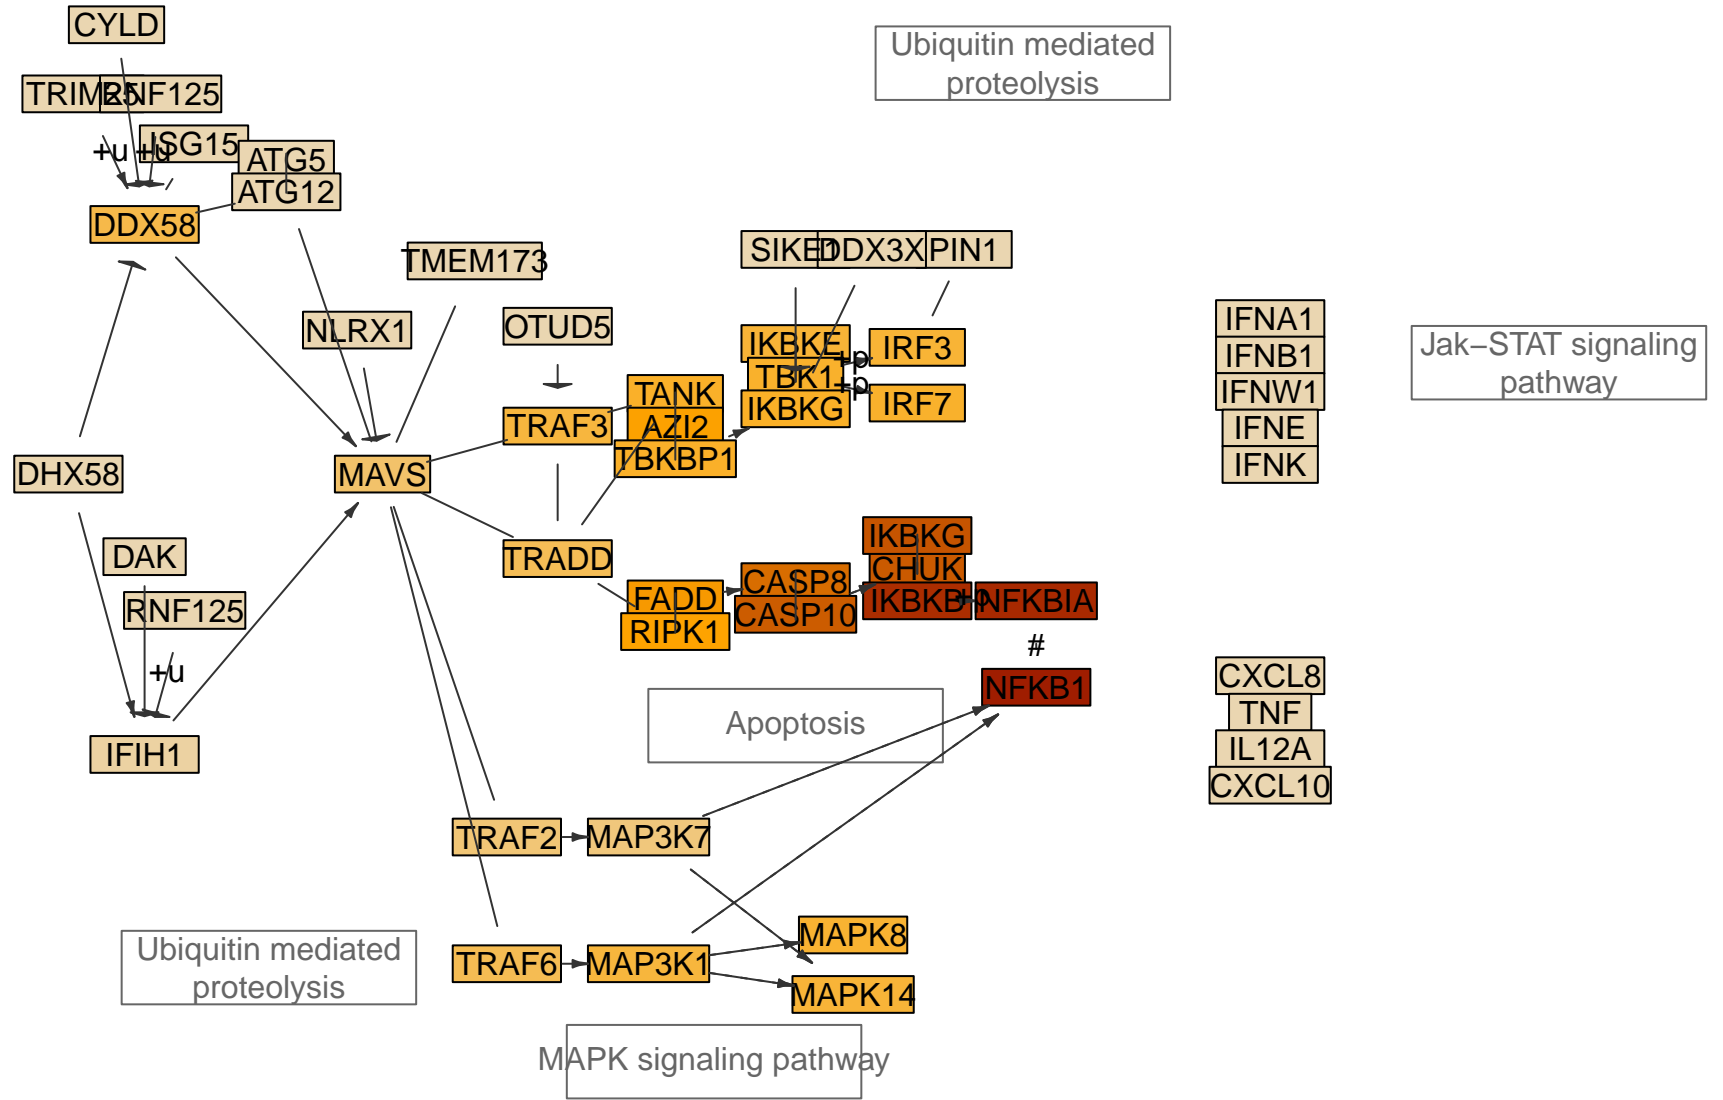 CYLD
Ubiquitin mediated
proteolysis
TRIM25
RNF125
ISG15
+u
+u
ATG5
ATG12
DDX58
TMEM173
SIKE1
DDX3X
PIN1
NLRX1
OTUD5
IKBKE
TBK1
IKBKG
+p
+p
IRF3
IRF7
IFNA1
IFNB1
IFNW1
IFNE
IFNK
Jak−STAT signaling
pathway
TANK
AZI2
TBKBP1
TRAF3
DHX58
MAVS
DAK
RNF125
+u
TRADD
IKBKG
CHUK
IKBKB
+p
NFKBIA
FADD
RIPK1
CASP8
CASP10
#
NFKB1
CXCL8
TNF
IL12A
CXCL10
Apoptosis
IFIH1
TRAF2
MAP3K7
Ubiquitin mediated
proteolysis
TRAF6
MAP3K1
MAPK8
MAPK14
MAPK signaling pathway